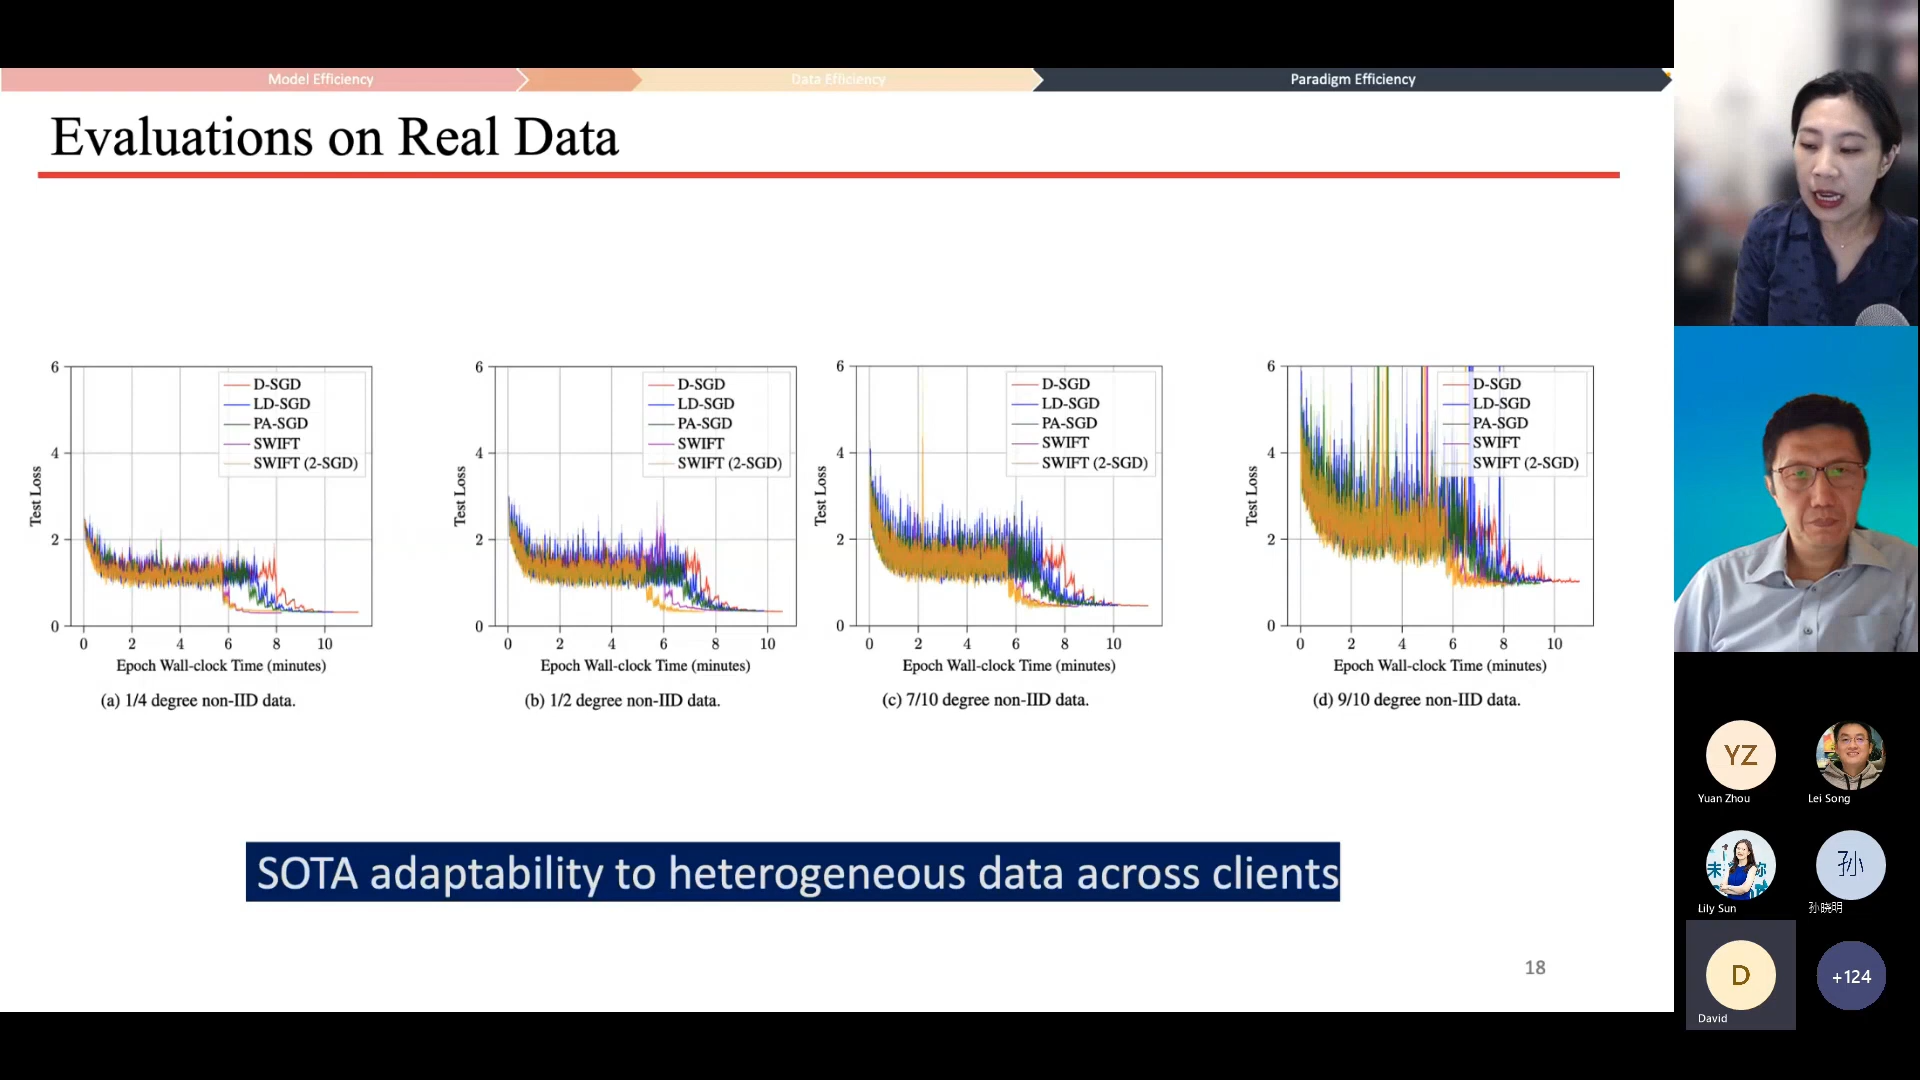 Model Efficiency
Data Efficiency
Paradigm Efficiency
Evaluations on Real Data
6
4
2
0
Test Loss
D-SGD
LD-SGD
PA-SGD
SWIFT
SWIFT (2-SGD)
0 2 4 6 8 10
Epoch Wall-clock Time (minutes)
(a) 1/4 degree non-IID data.
6
4
2
0
Test Loss
D-SGD
LD-SGD
PA-SGD
SWIFT
SWIFT (2-SGD)
0 2 4 6 8 10
Epoch Wall-clock Time (minutes)
(b) 1/2 degree non-IID data.
6
4
2
0
Test Loss
D-SGD
LD-SGD
PA-SGD
SWIFT
SWIFT (2-SGD)
0 2 4 6 8 10
Epoch Wall-clock Time (minutes)
(c) 7/10 degree non-IID data.
6
4
2
0
Test Loss
D-SGD
LD-SGD
PA-SGD
SWIFT
SWIFT (2-SGD)
0 2 4 6 8 10
Epoch Wall-clock Time (minutes)
(d) 9/10 degree non-IID data.
SOTA adaptability to heterogeneous data across clients
18
YZ
Yuan Zhou
Lei Song
Lily Sun
孙
孙晓明
D
David
+124